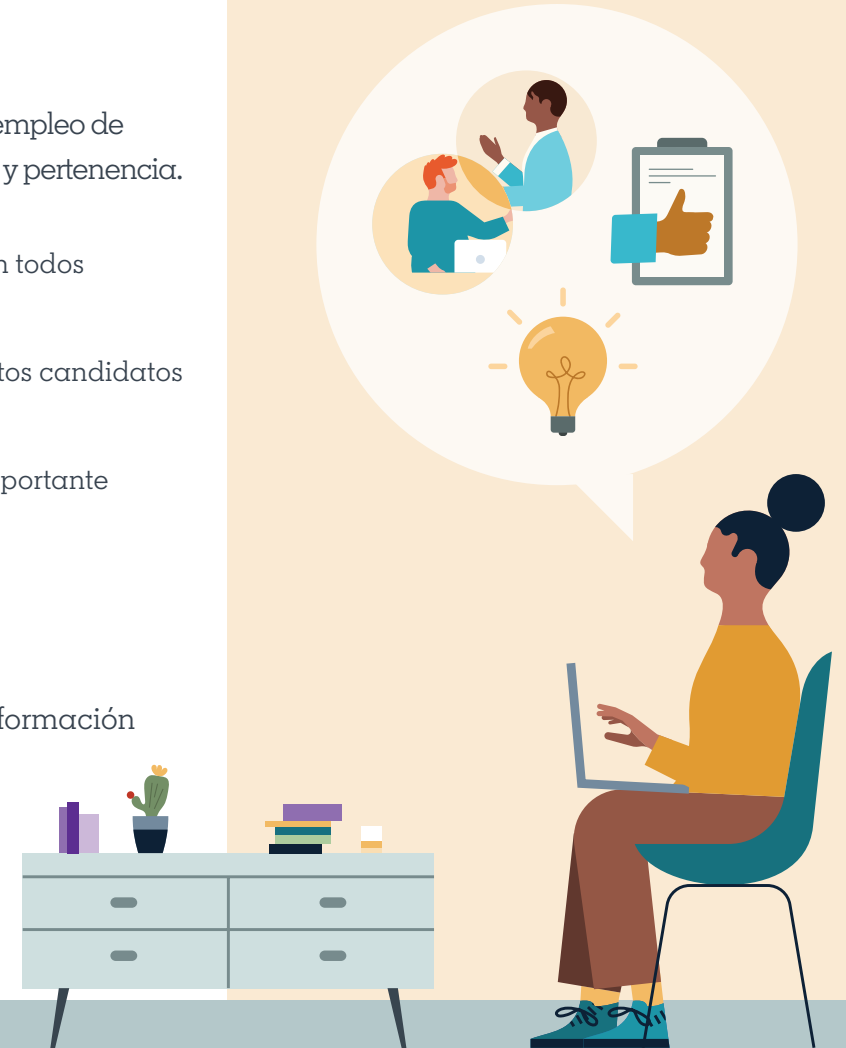 empleo de
y pertenencia.
n todos
tos candidatos
portante
formación